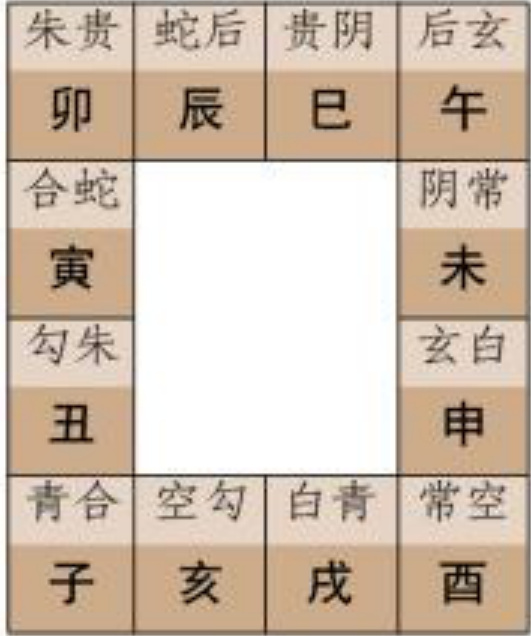 朱贵 蛇后 贵阴 后玄
卯 辰 巳 午
合蛇 阴常
寅 未
勾朱 玄白
丑 申
青合 空勾 白青 常空
子 亥 戌 酉